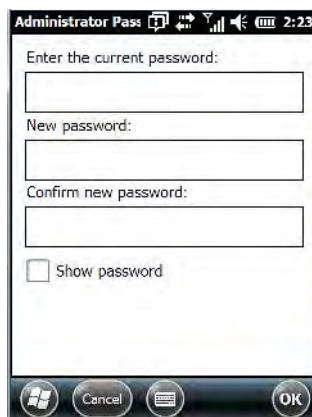 Administrator Pass 2:23
Enter the current password:
New password:
Confirm new password:
Show password
Cancel OK